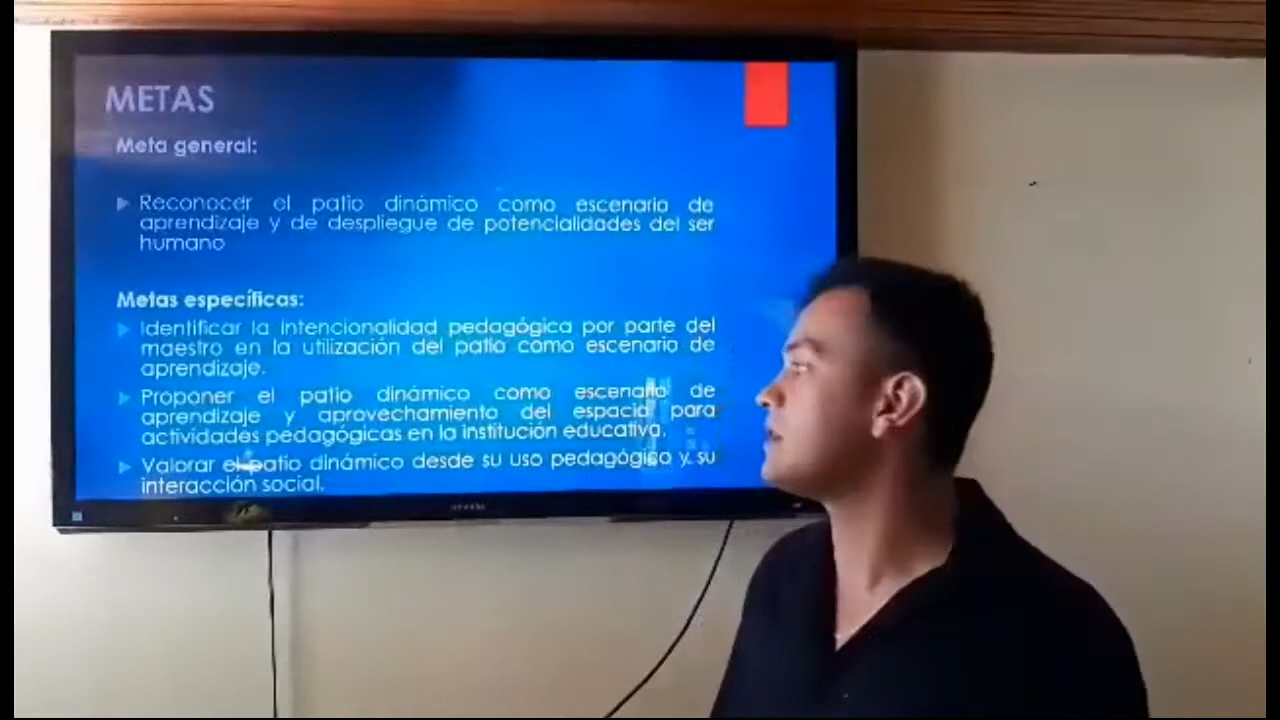 METAS
Meta general:
Reconocer el patio dinámico como escenario de
aprendizaje y de despliegue de potencialidades del ser
humano
Metas específicas:
Identificar la intencionalidad pedagógica por parte del
maestro en la utilización del patio como escenario de
aprendizaje.
Proponer el patio dinámico como escenario de
aprendizaje y aprovechamiento del espacio para
actividades pedagógicas en la institución educativa.
Valorar el patio dinámico desde su uso pedagógico y su
interacción social.